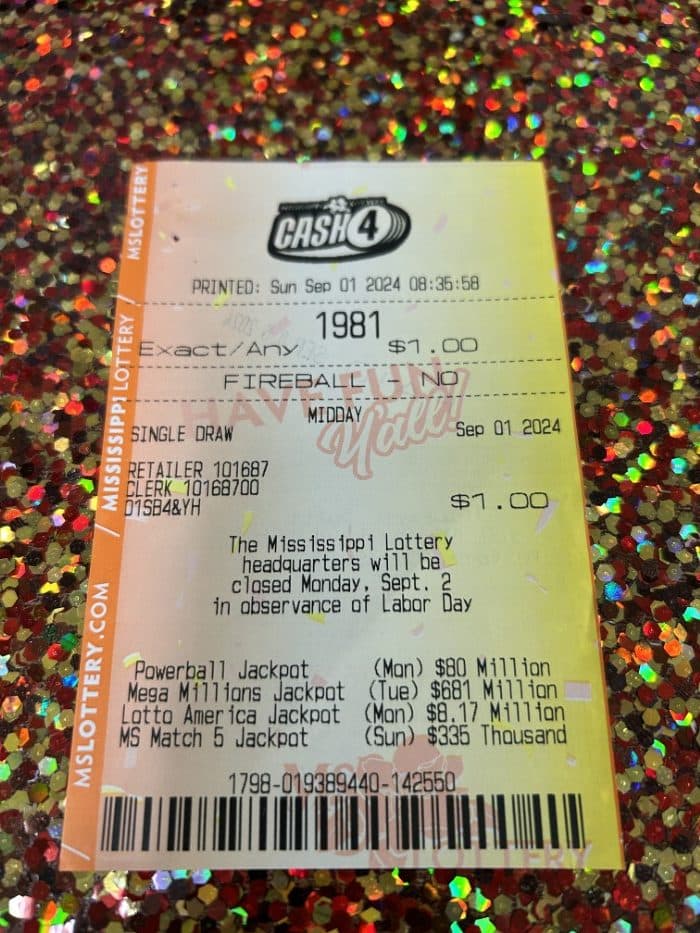 CASH 4
PRINTED: Sun Sep 01 2024 08:35:58
1981
Exact/Any $1.00
FIREBALL - NO
HAVE FUN
Y'all!
MIDDAY
SINGLE DRAW Sep 01 2024
RETAILER 101687
CLERK 10168700
01SB4&YH $1.00
The Mississippi Lottery
headquarters will be
closed Monday, Sept. 2
in observance of Labor Day
Powerball Jackpot (Mon) $80 Million
Mega Millions Jackpot (Tue) $681 Million
Lotto America Jackpot (Mon) $8.17 Million
MS Match 5 Jackpot (Sun) $335 Thousand
1798-019389440-142550
MS
LOTTERY
MSLOTTERY.COM / MISSISSIPPI LOTTERY / MSLOTTERY